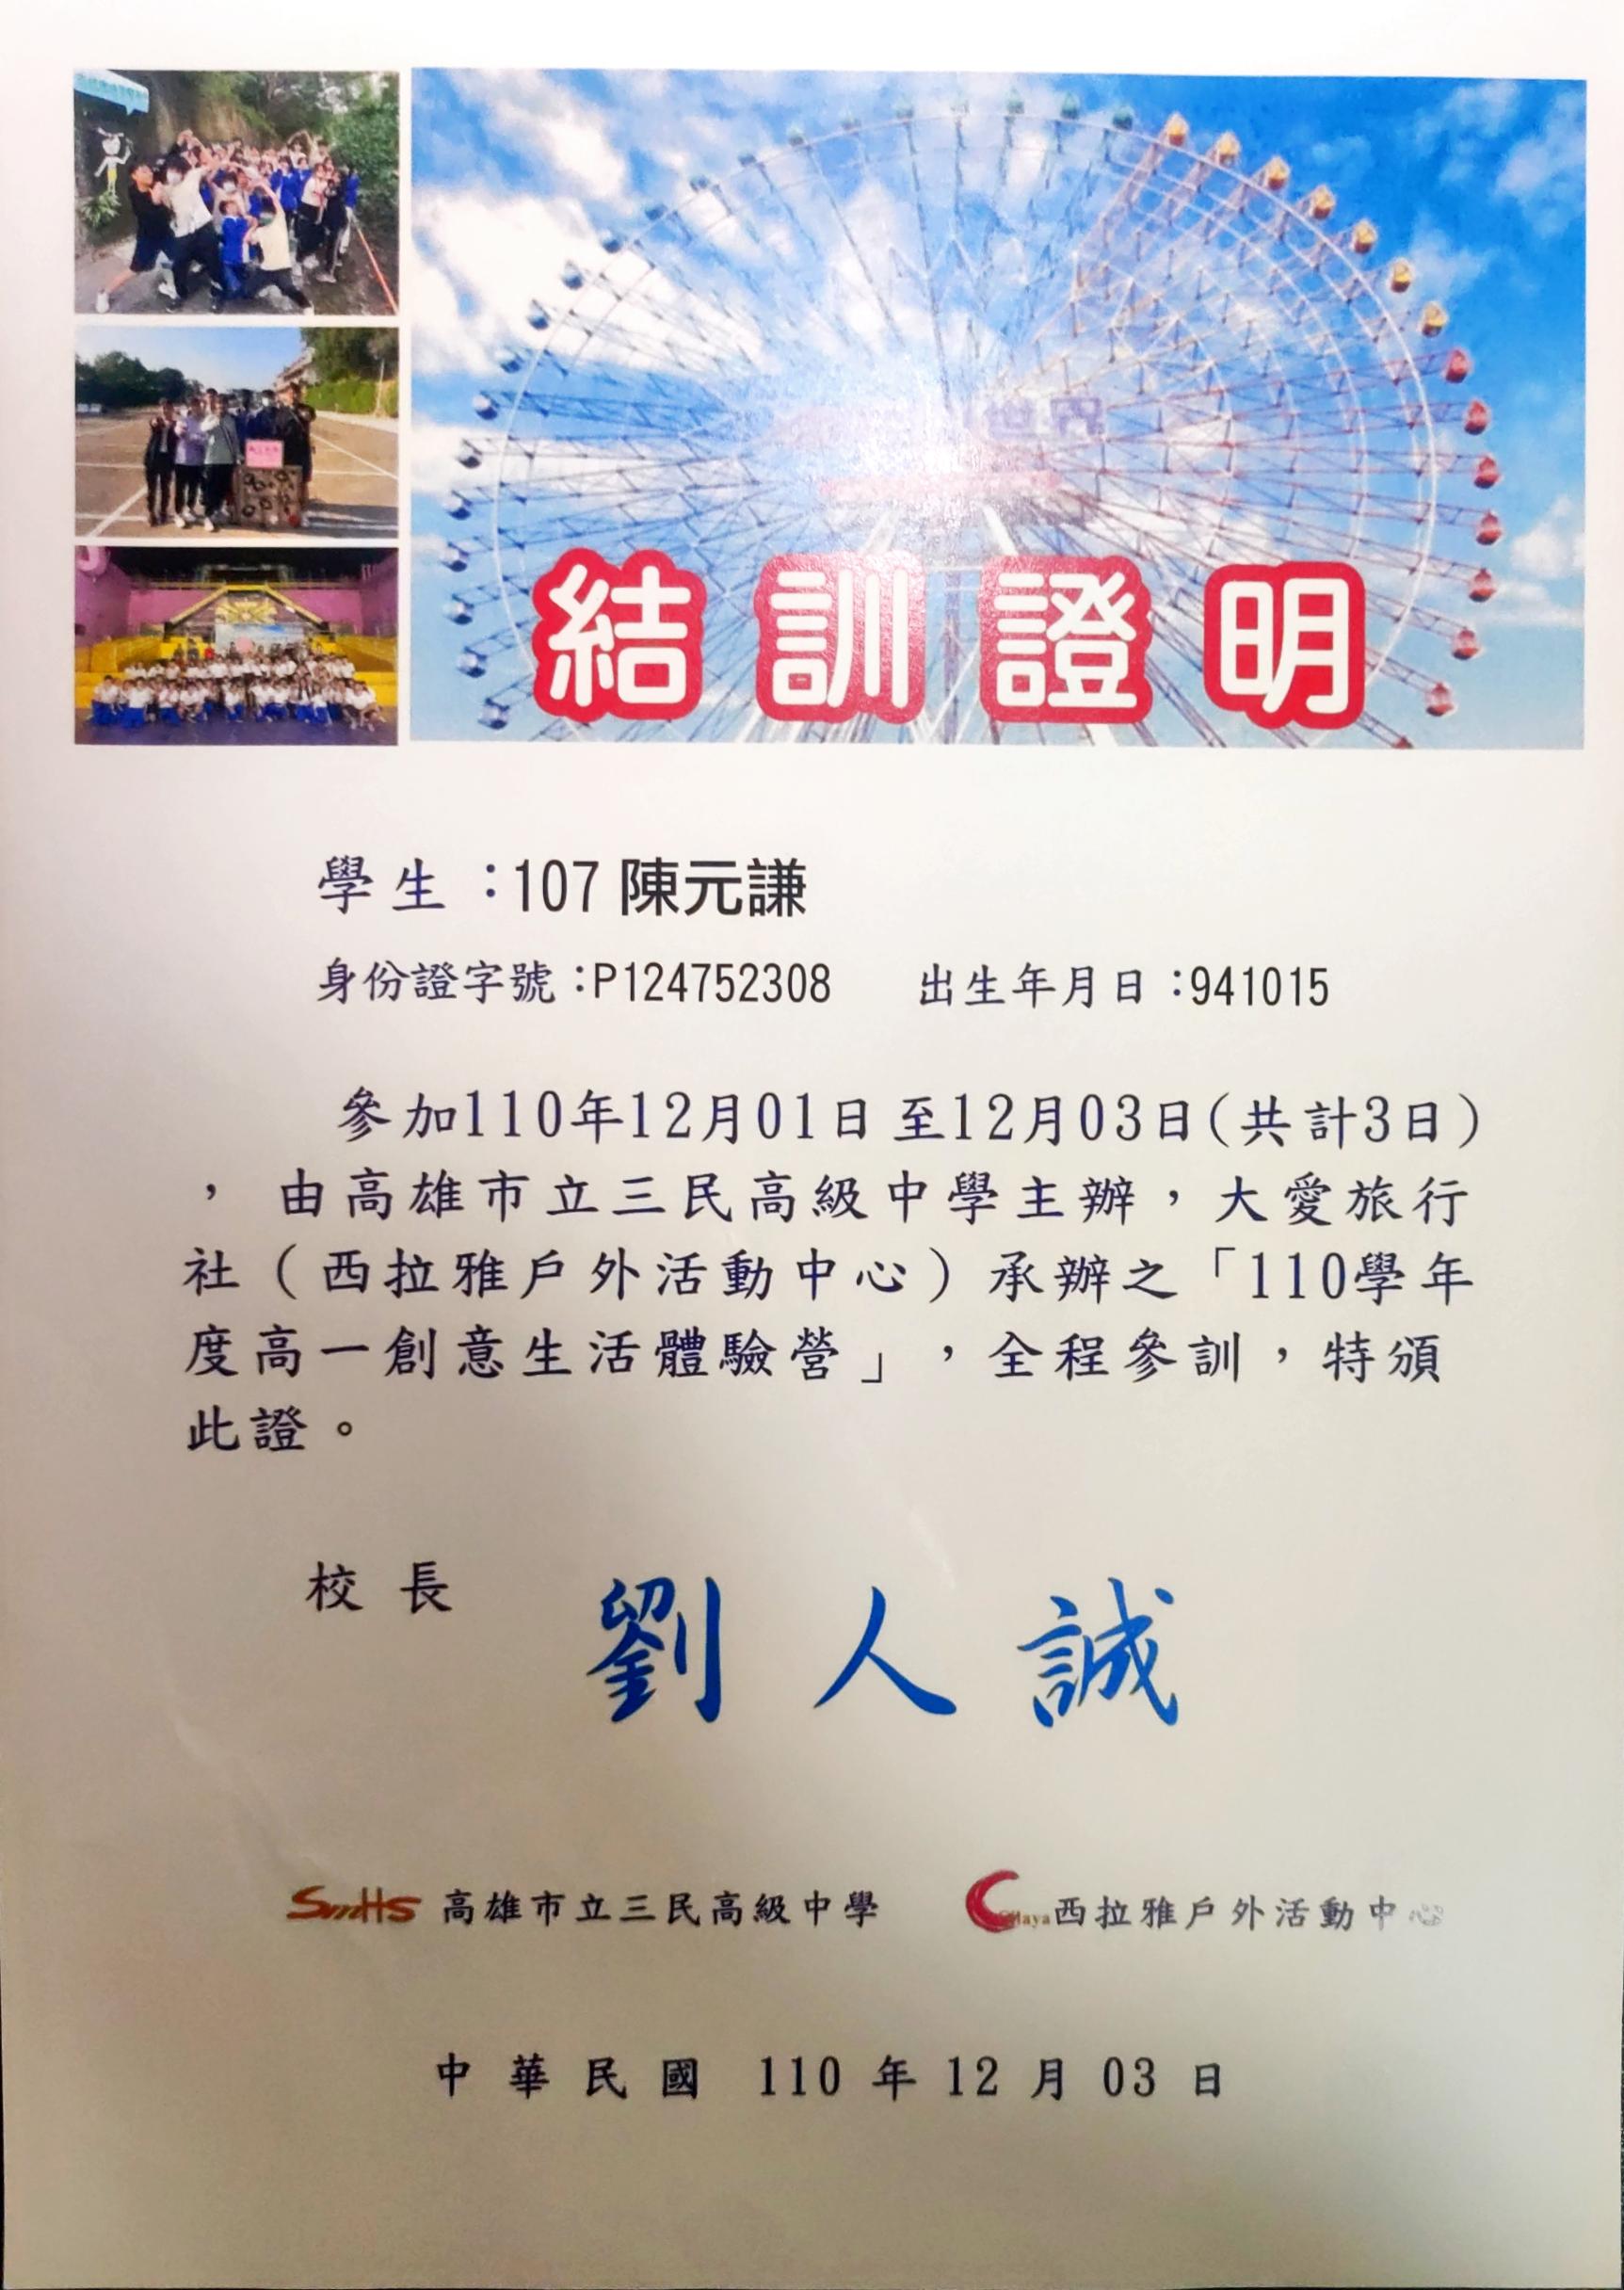 世界
結訓證明
學生：107 陳元謙
身份證字號：P124752308 出生年月日：941015
參加110年12月01日至12月03日(共計3日)
，由高雄市立三民高級中學主辦，大愛旅行
社（西拉雅戶外活動中心）承辦之「110學年
度高一創意生活體驗營」，全程參訓，特頒
此證。
校長 劉人誠
SmHS 高雄市立三民高級中學 西拉雅戶外活動中心
中華民國 110 年 12 月 03 日